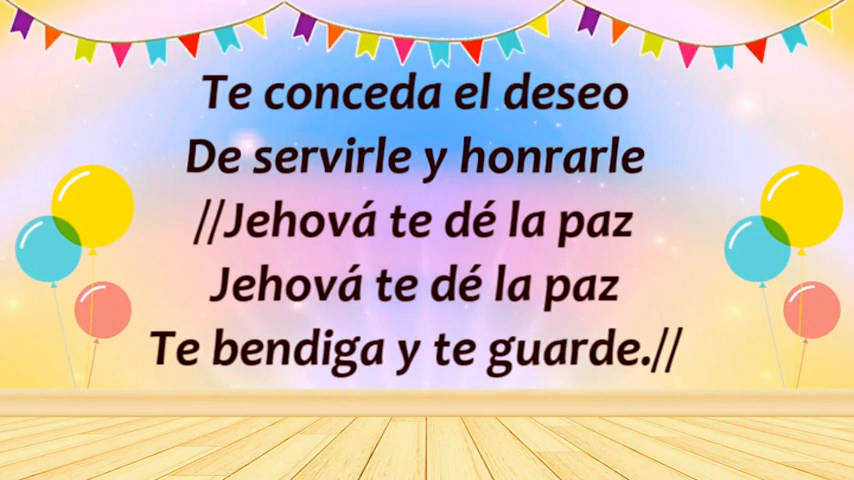 Te conceda el deseo
De servirle y honrarle
//Jehová te dé la paz
Jehová te dé la paz
Te bendiga y te guarde.//